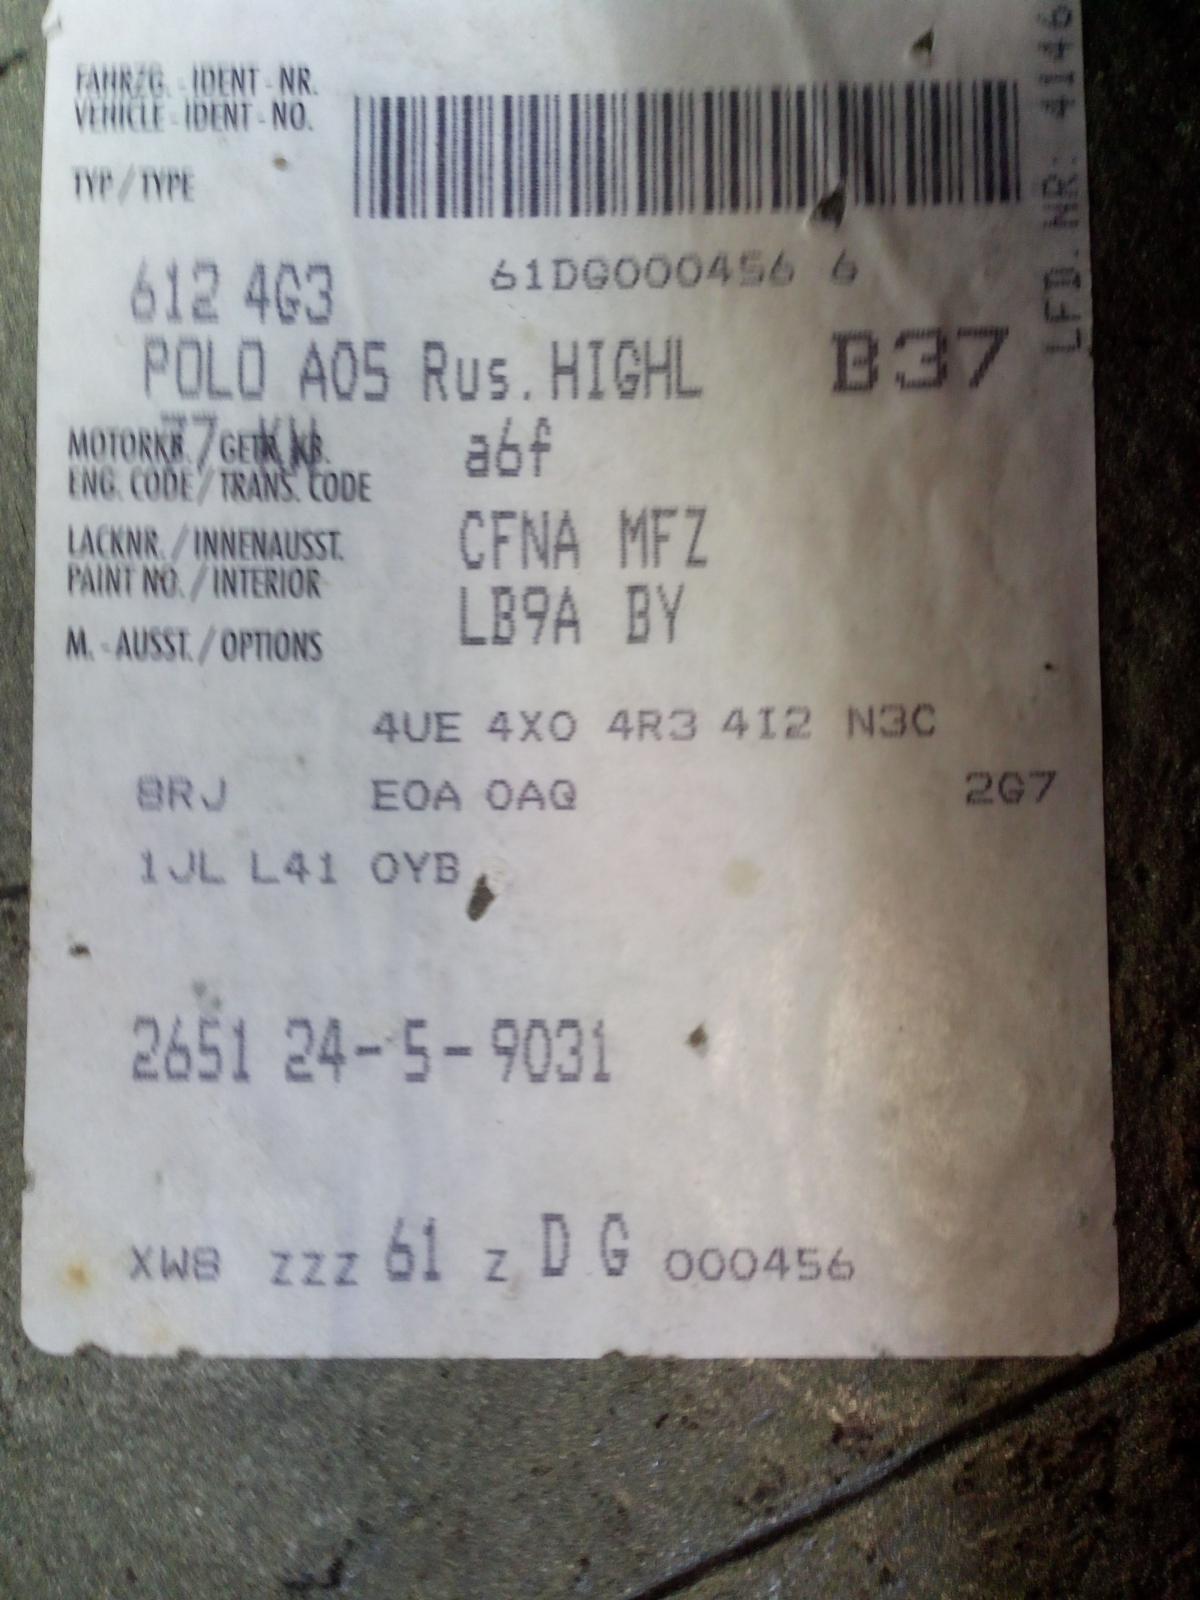 FAHRZG. - IDENT - NR.
VEHICLE - IDENT - NO.
TYP / TYPE
61DG000456 6
612 4G3
POLO A05 Rus. HIGHL B37
77 KW
MOTORKB. / GETR. KB. a6f
ENG. CODE / TRANS. CODE
CFNA MFZ
LACKNR. / INNENAUSST.
PAINT NO. / INTERIOR
LB9A BY
M. - AUSST. / OPTIONS
4UE 4X0 4R3 4I2 N3C
8RJ E0A 0AQ 2G7
1JL L41 0YB
2651 24-5-9031
XW8 ZZZ 61 Z D G 000456
LFD. NR: 4146